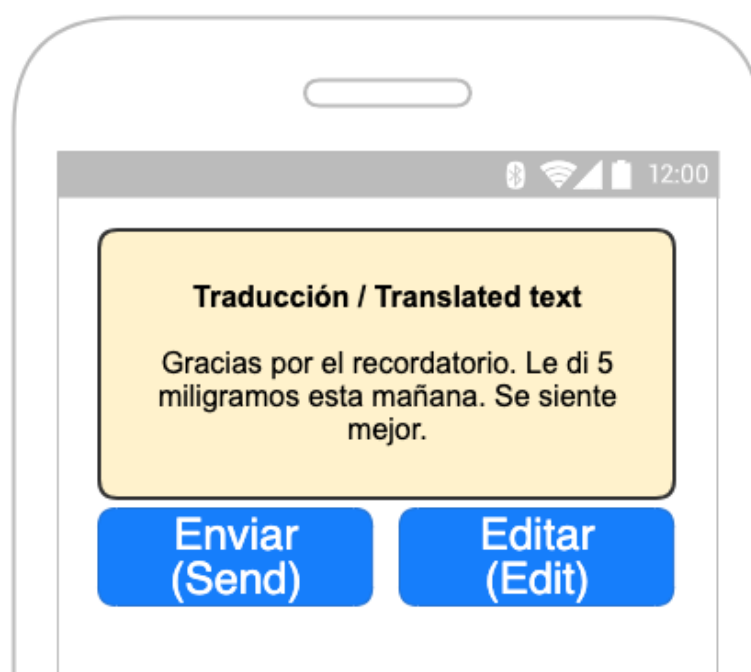 12:00
Traducción / Translated text
Gracias por el recordatorio. Le di 5
miligramos esta mañana. Se siente
mejor.
Enviar
(Send)
Editar
(Edit)